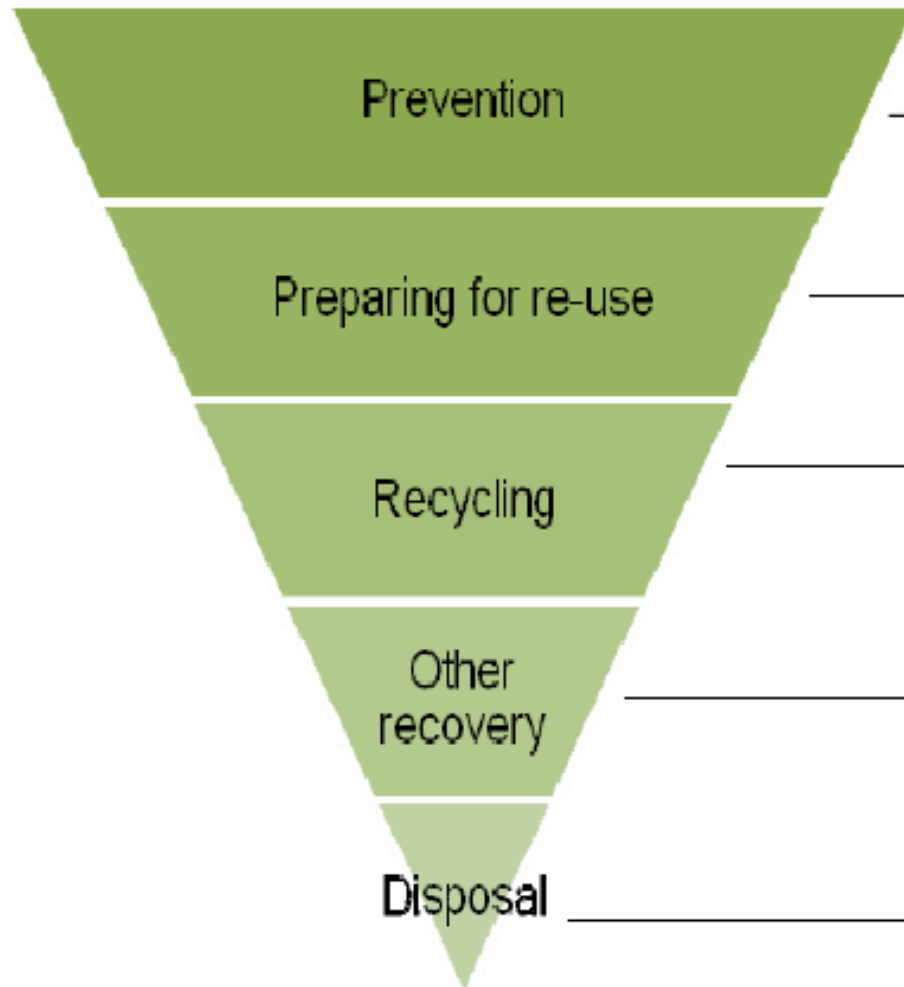 Prevention
Preparing for re-use
Recycling
Other
recovery
Disposal